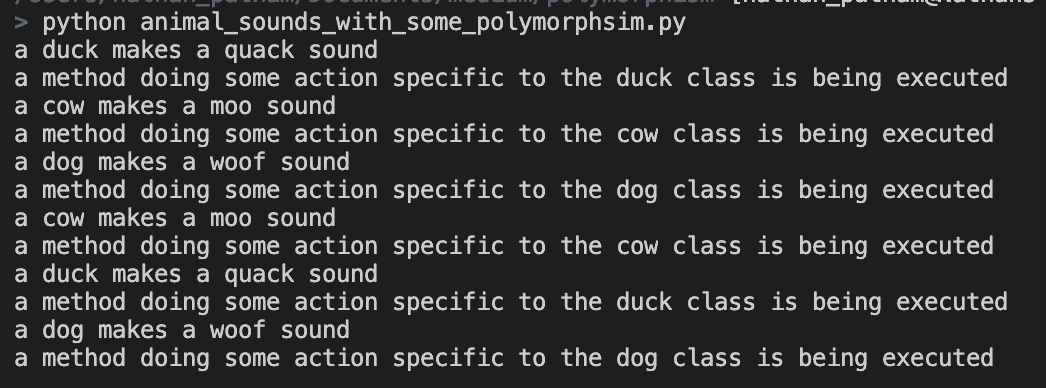 > python animal_sounds_with_some_polymorphsim.py
a duck makes a quack sound
a method doing some action specific to the duck class is being executed
a cow makes a moo sound
a method doing some action specific to the cow class is being executed
a dog makes a woof sound
a method doing some action specific to the dog class is being executed
a cow makes a moo sound
a method doing some action specific to the cow class is being executed
a duck makes a quack sound
a method doing some action specific to the duck class is being executed
a dog makes a woof sound
a method doing some action specific to the dog class is being executed